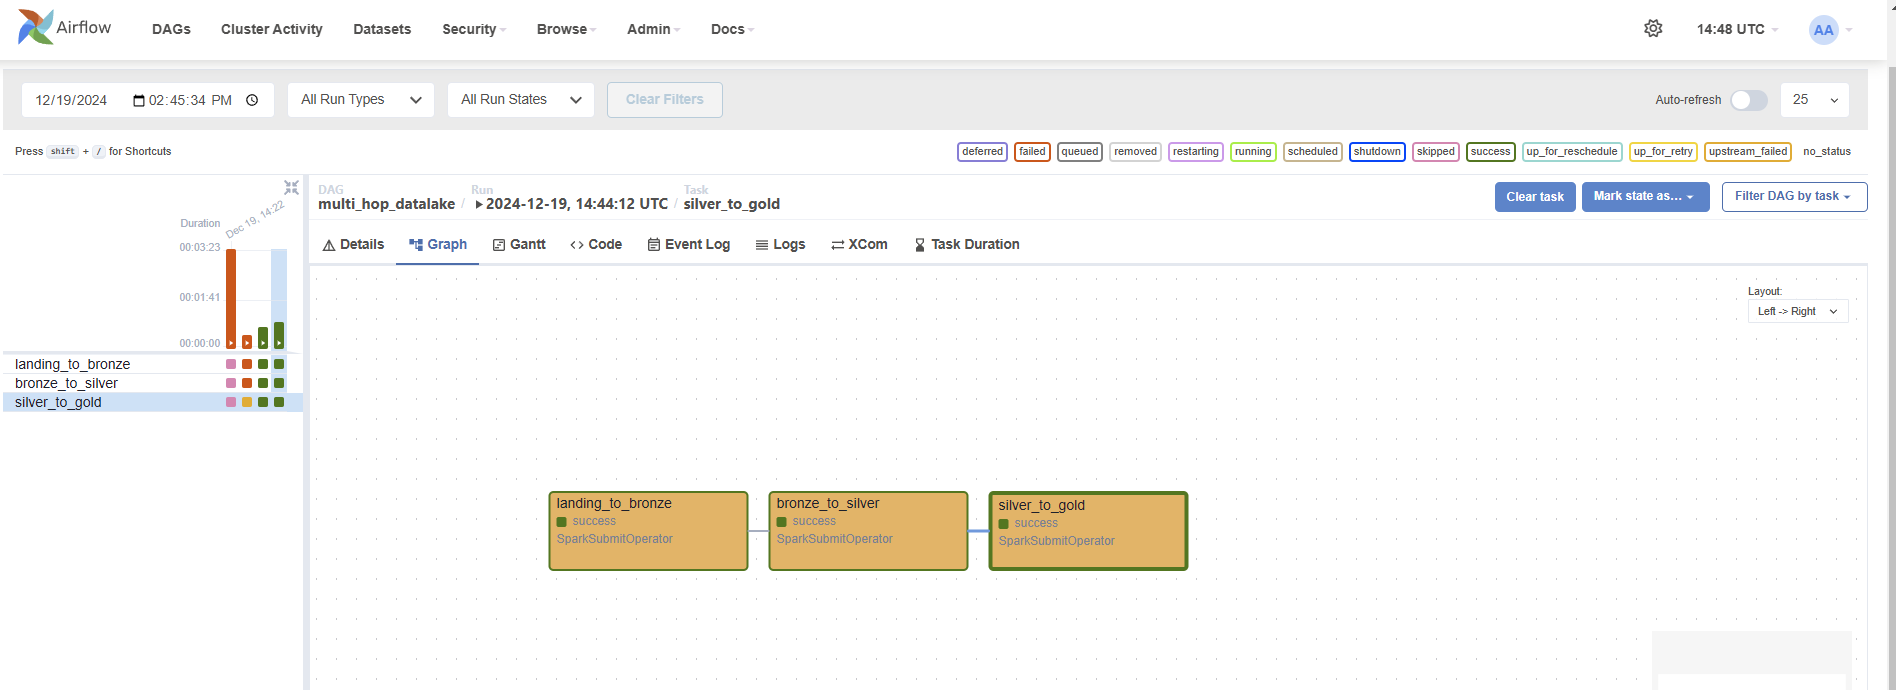 Airflow DAGs Cluster Activity Datasets Security Browse Admin Docs 14:48 UTC AA
12/19/2024 02:45:34 PM All Run Types All Run States Clear Filters Auto-refresh 25
Press shift + / for Shortcuts deferred failed queued removed restarting running scheduled shutdown skipped success up_for_reschedule up_for_retry upstream_failed no_status
Duration
Dec 19, 14:22
00:03:23
00:01:41
00:00:00
landing_to_bronze
bronze_to_silver
silver_to_gold
DAG Run Task
multi_hop_datalake / 2024-12-19, 14:44:12 UTC / silver_to_gold
Clear task Mark state as... Filter DAG by task
Details Graph Gantt Code Event Log Logs XCom Task Duration
Layout:
Left -> Right
landing_to_bronze
success
SparkSubmitOperator
bronze_to_silver
success
SparkSubmitOperator
silver_to_gold
success
SparkSubmitOperator